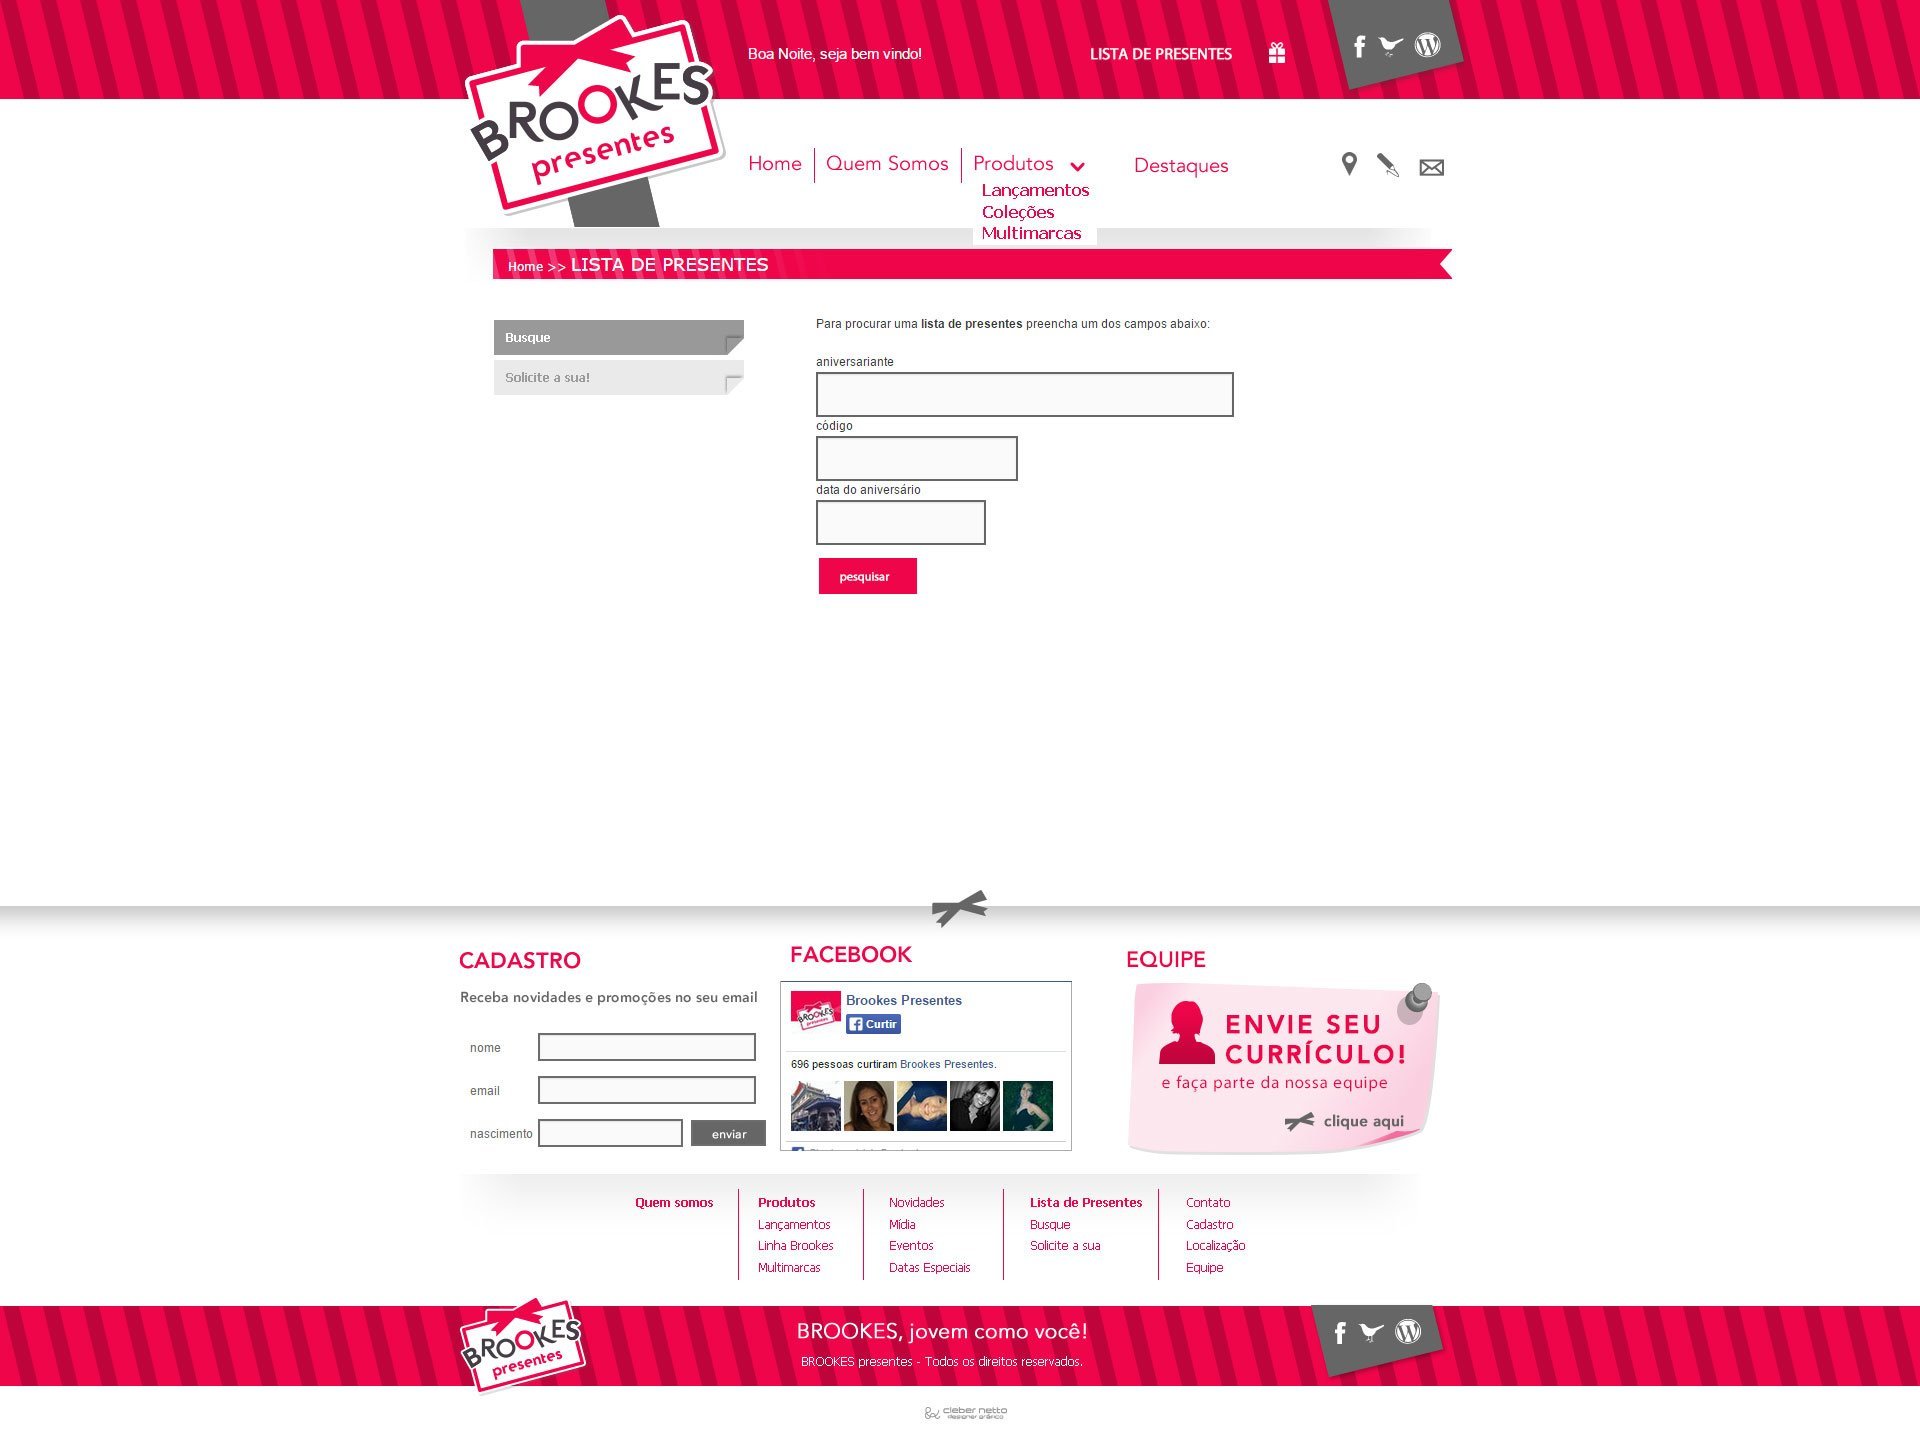 BROOKES
presentes
Boa Noite, seja bem vindo!
LISTA DE PRESENTES
Home
Quem Somos
Produtos
Destaques
Lançamentos
Coleções
Multimarcas
Home >> LISTA DE PRESENTES
Busque
Solicite a sua!
Para procurar uma lista de presentes preencha um dos campos abaixo:
aniversariante
código
data do aniversário
pesquisar
CADASTRO
Receba novidades e promoções no seu email
nome
email
nascimento
enviar
FACEBOOK
BROOKES
presentes
Brookes Presentes
Curtir
696 pessoas curtiram Brookes Presentes.
EQUIPE
ENVIE SEU
CURRÍCULO!
e faça parte da nossa equipe
clique aqui
Quem somos
Produtos
Lançamentos
Linha Brookes
Multimarcas
Novidades
Mídia
Eventos
Datas Especiais
Lista de Presentes
Busque
Solicite a sua
Contato
Cadastro
Localização
Equipe
BROOKES
presentes
BROOKES, jovem como você!
BROOKES presentes - Todos os direitos reservados.
cleber netto
designer gráfico